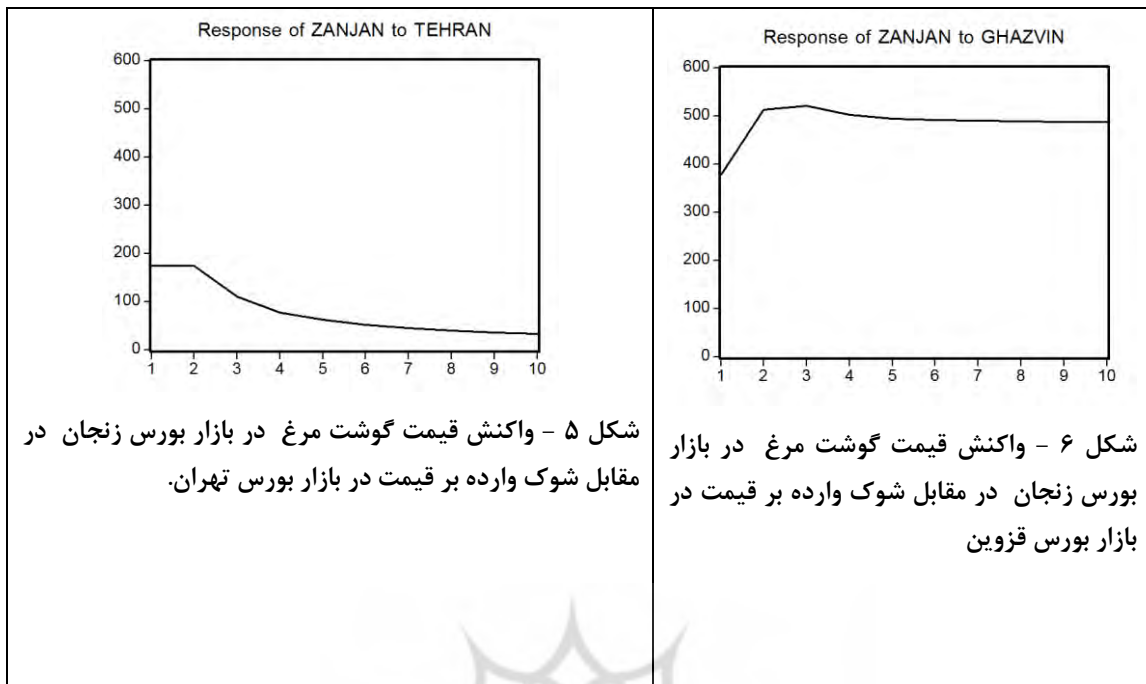 Response of ZANJAN to TEHRAN
600
500
400
300
200
100
0
1 2 3 4 5 6 7 8 9 10
شکل ۵ - واکنش قیمت گوشت مرغ در بازار بورس زنجان در
مقابل شوک وارده بر قیمت در بازار بورس تهران.
Response of ZANJAN to GHAZVIN
600
500
400
300
200
100
0
1 2 3 4 5 6 7 8 9 10
شکل ۶ - واکنش قیمت گوشت مرغ در بازار
بورس زنجان در مقابل شوک وارده بر قیمت در
بازار بورس قزوین